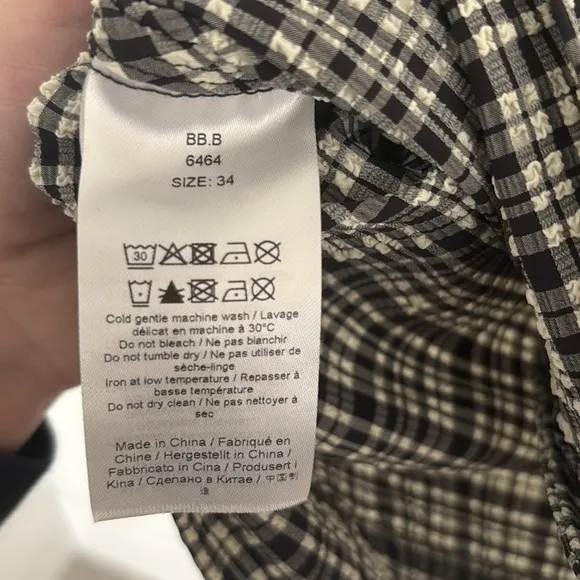 BB.B
6464
SIZE: 34
30
Cold gentle machine wash / Lavage
délicat en machine à 30°C
Do not bleach / Ne pas blanchir
Do not tumble dry / Ne pas utiliser de
sèche-linge
Iron at low temperature / Repasser à
basse température
Do not dry clean / Ne pas nettoyer à
sec
Made in China / Fabriqué en
Chine / Hergestellt in China /
Fabbricato in Cina / Produsert i
Kina / Сделано в Китае / 中国制
造